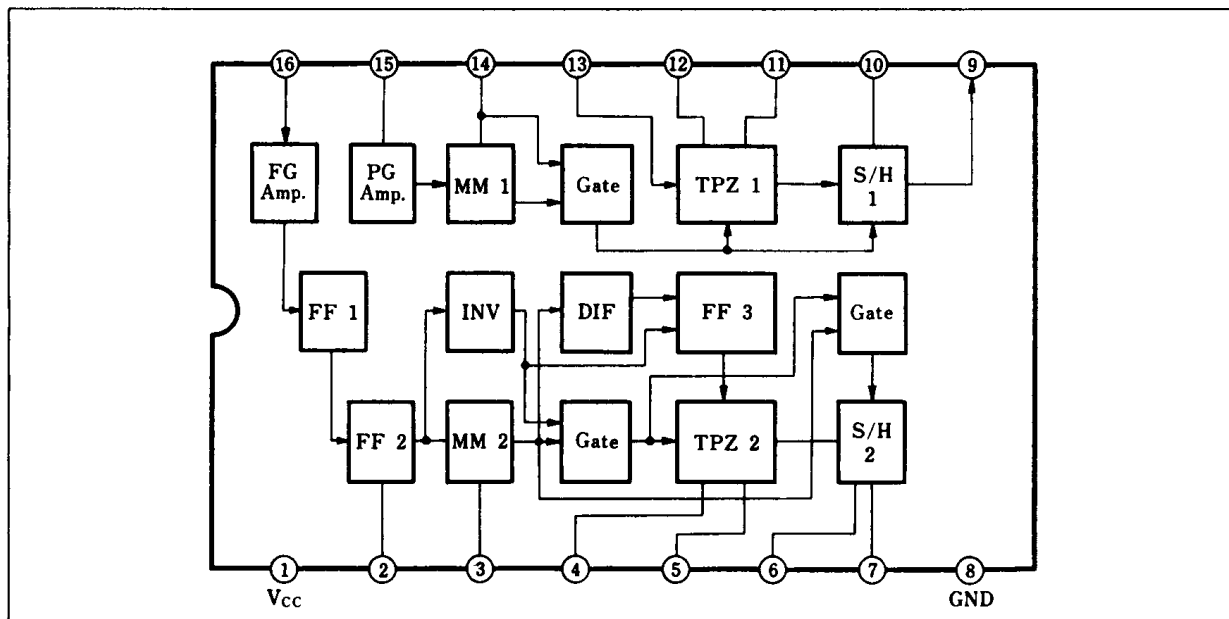 16 15 14 13 12 11 10 9
FG
Amp.
PG
Amp.
MM 1
Gate
TPZ 1
S/H
1
FF 1
INV
DIF
FF 3
Gate
FF 2
MM 2
Gate
TPZ 2
S/H
2
1 2 3 4 5 6 7 8
VCC GND